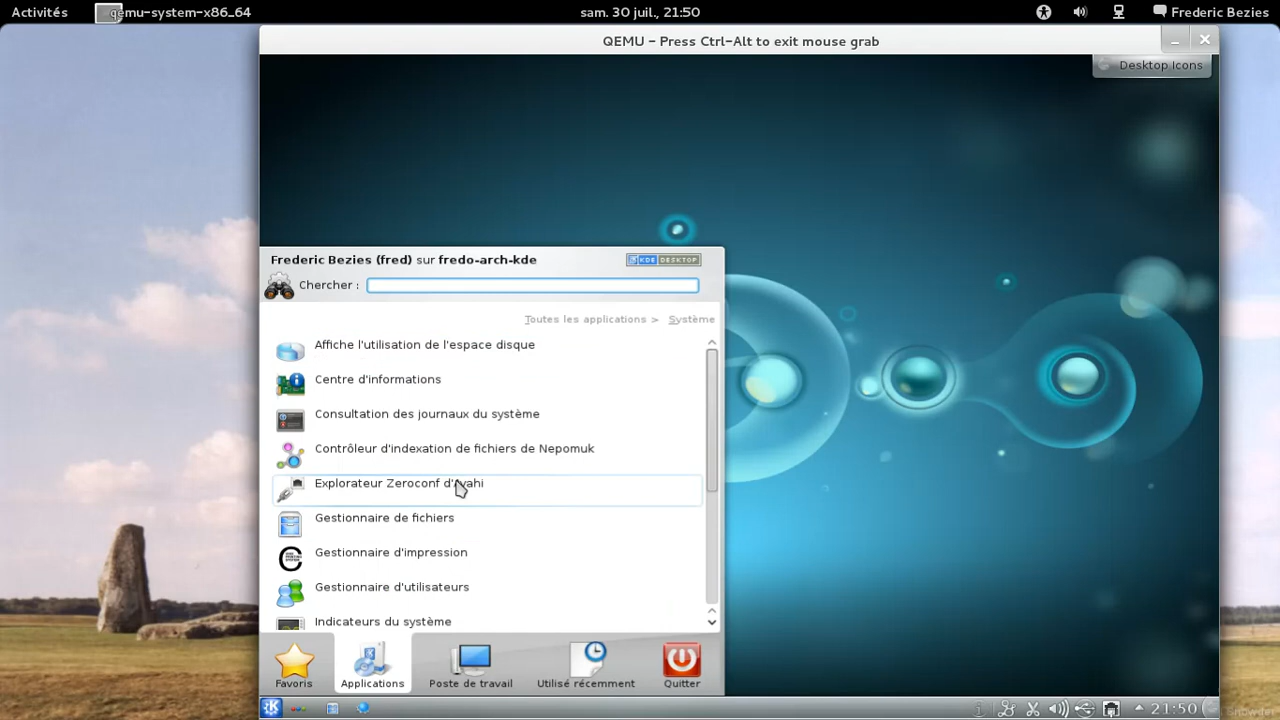 Activités
qemu-system-x86_64
sam. 30 juil., 21:50
Frederic Bezies
QEMU – Press Ctrl-Alt to exit mouse grab
Desktop Icons
Frederic Bezies (fred) sur fredo-arch-kde
KDE DESKTOP
Chercher :
Toutes les applications > Système
Affiche l'utilisation de l'espace disque
Centre d'informations
Consultation des journaux du système
Contrôleur d'indexation de fichiers de Nepomuk
Explorateur Zeroconf d'Avahi
Gestionnaire de fichiers
Gestionnaire d'impression
Gestionnaire d'utilisateurs
Indicateurs du système
Favoris
Applications
Poste de travail
Utilisé récemment
Quitter
21:50